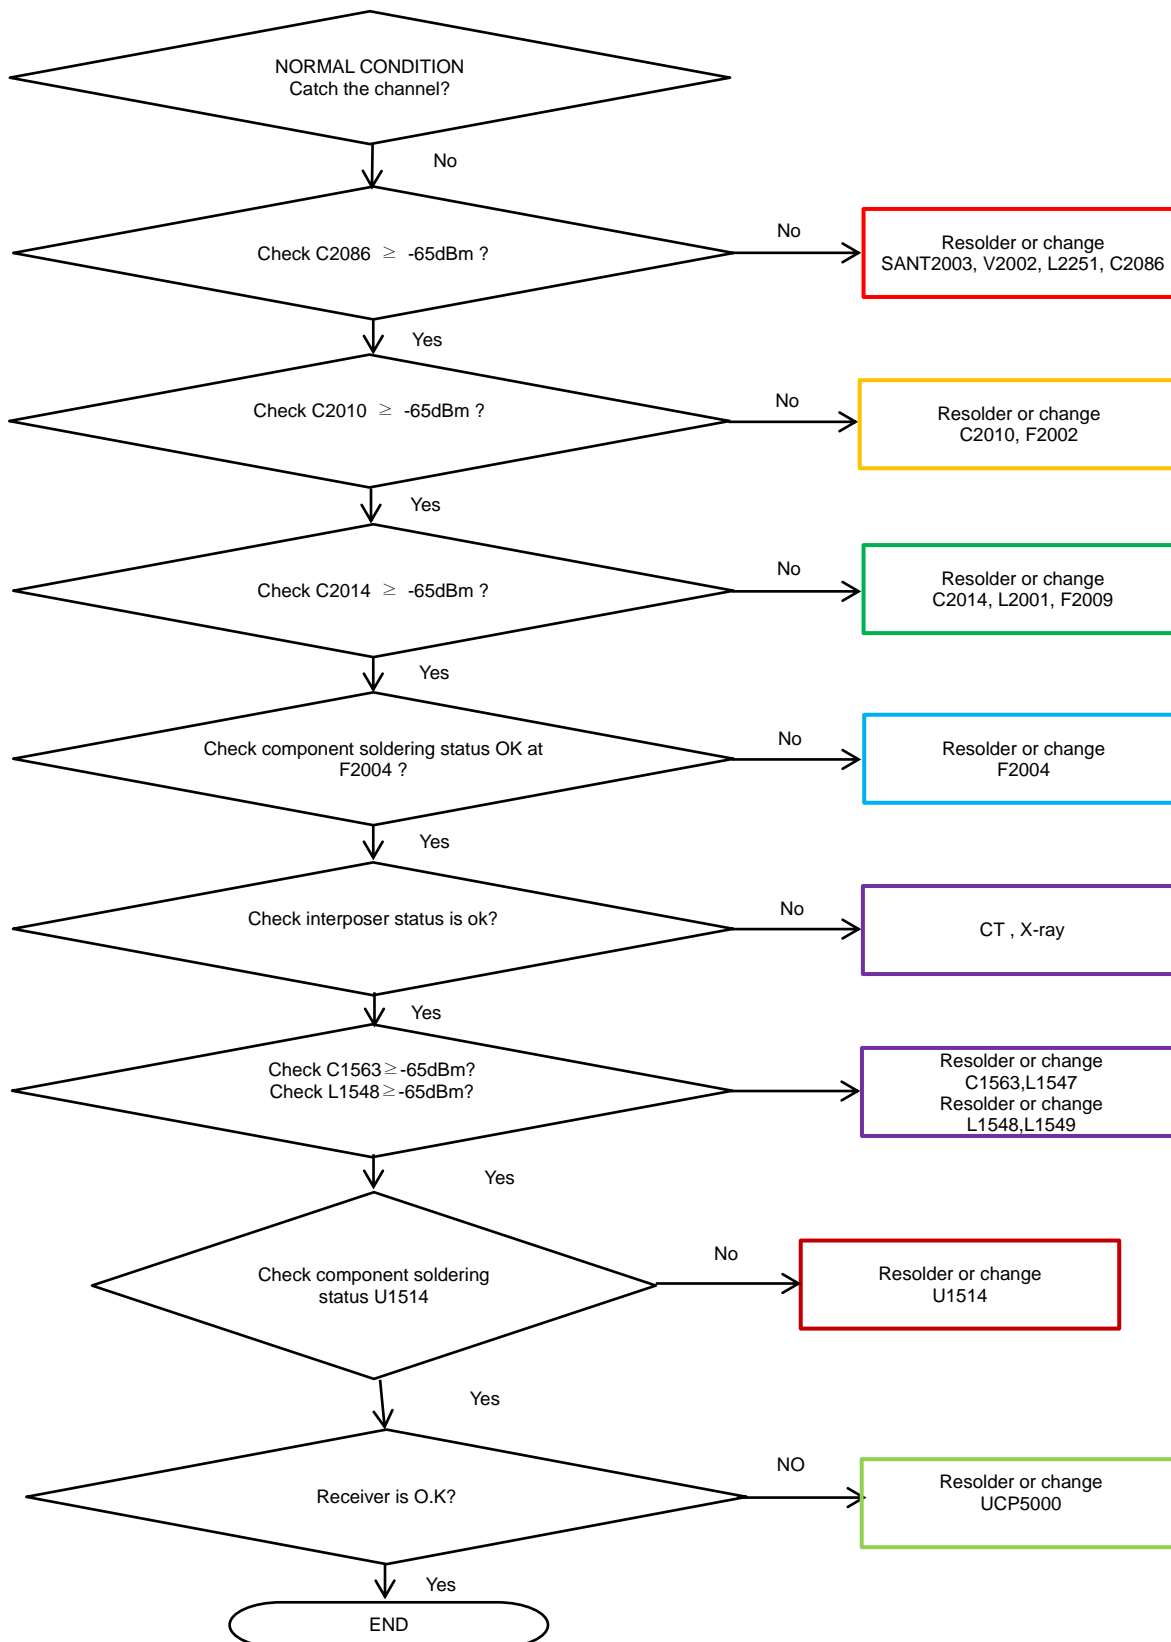 NORMAL CONDITION
Catch the channel?
No
Check C2086 ≥ -65dBm ?
No
Resolder or change
SANT2003, V2002, L2251, C2086
Yes
Check C2010 ≥ -65dBm ?
No
Resolder or change
C2010, F2002
Yes
Check C2014 ≥ -65dBm ?
No
Resolder or change
C2014, L2001, F2009
Yes
Check component soldering status OK at
F2004 ?
No
Resolder or change
F2004
Yes
Check interposer status is ok?
No
CT , X-ray
Yes
Check C1563≥-65dBm?
Check L1548≥-65dBm?
Resolder or change
C1563,L1547
Resolder or change
L1548,L1549
Yes
Check component soldering
status U1514
No
Resolder or change
U1514
Yes
Receiver is O.K?
NO
Resolder or change
UCP5000
Yes
END